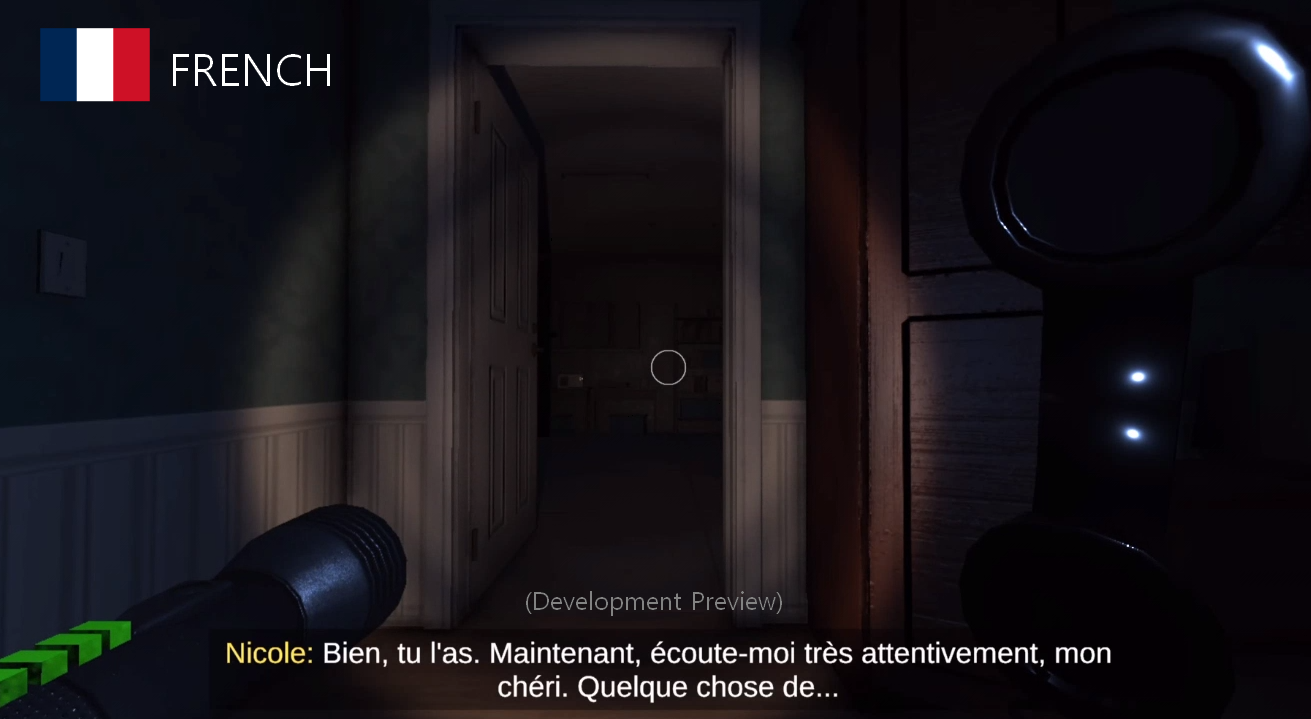 FRENCH
(Development Preview)
Nicole: Bien, tu l'as. Maintenant, écoute-moi très attentivement, mon
chéri. Quelque chose de...